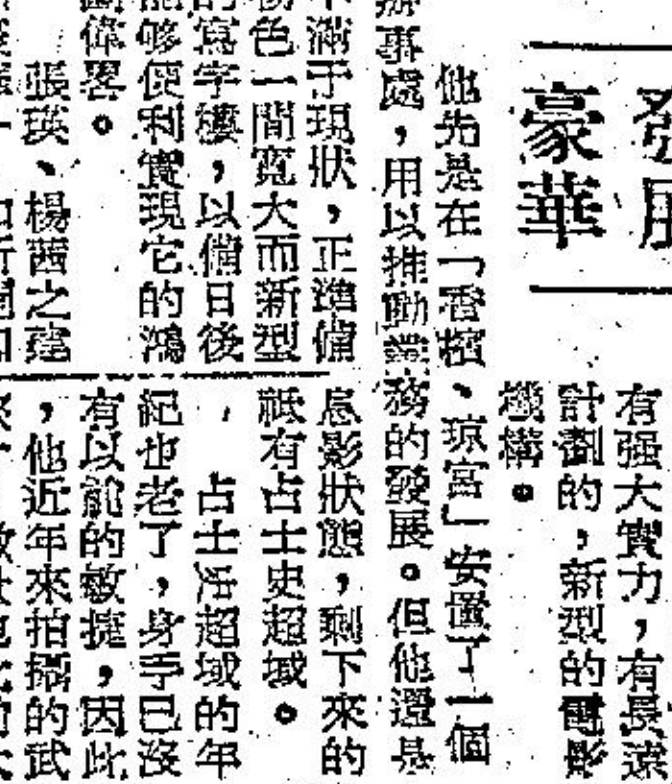 有强大實力，有長遠
計劃的，新型的電影
機構。
豪華
他先是在「香檳、琼宮」安置了一個
辦事處，用以推動業務的發展。但他還是
不滿于現狀，正準備
物色一間寬大而新型
的寫字樓，以備日後
能够便利實現它的鴻
圖偉畧。
張瑛、楊茜之建
息影狀態，剩下來的
祇有占士史超域。
占士 超域的年
紀也老了，身手已沒
有以前的敏捷，因此
，他近年來拍攝的武